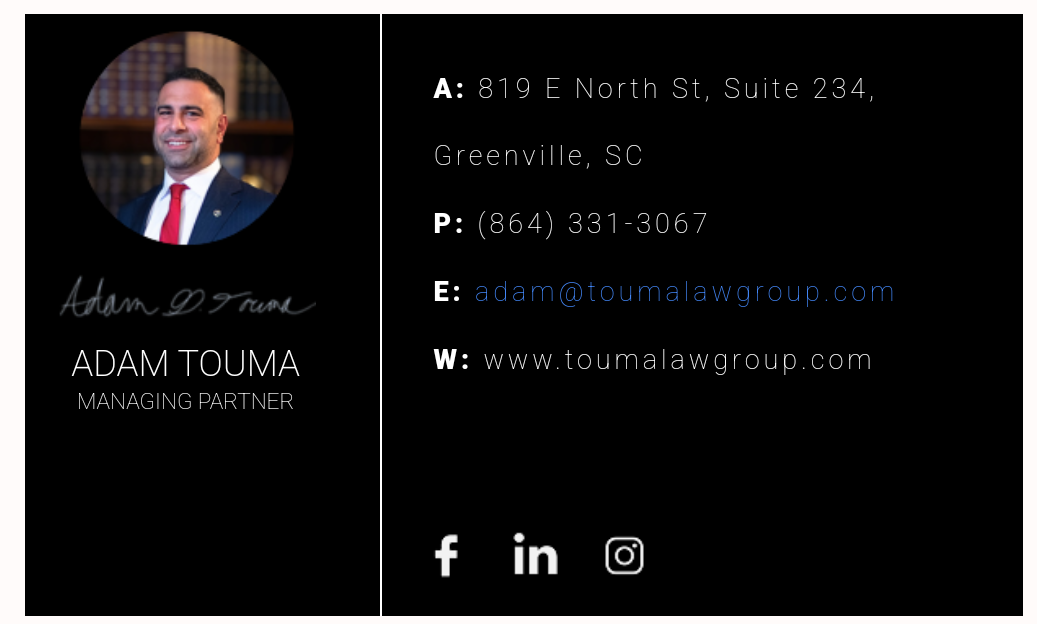 Adam D. Touma
ADAM TOUMA
MANAGING PARTNER
A: 819 E North St, Suite 234,
Greenville, SC
P: (864) 331-3067
E: adam@toumalawgroup.com
W: www.toumalawgroup.com
f in